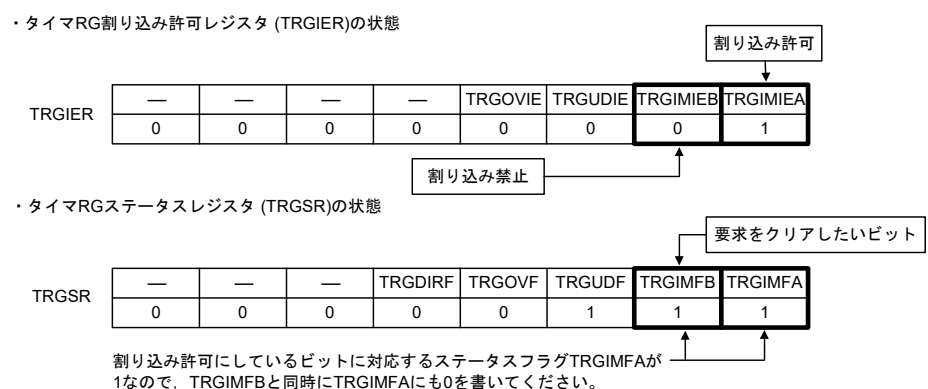 ・タイマRG割り込み許可レジスタ (TRGIER)の状態
割り込み許可
TRGIER — — — — TRGOVIE TRGUDIE TRGIMIEB TRGIMIEA
0 0 0 0 0 0 0 1
割り込み禁止
・タイマRGステータスレジスタ (TRGSR)の状態
要求をクリアしたいビット
TRGSR — — — TRGDIRF TRGOVF TRGUDF TRGIMFB TRGIMFA
0 0 0 0 0 1 1 1
割り込み許可にしているビットに対応するステータスフラグTRGIMFAが
1なので，TRGIMFBと同時にTRGIMFAにも0を書いてください。